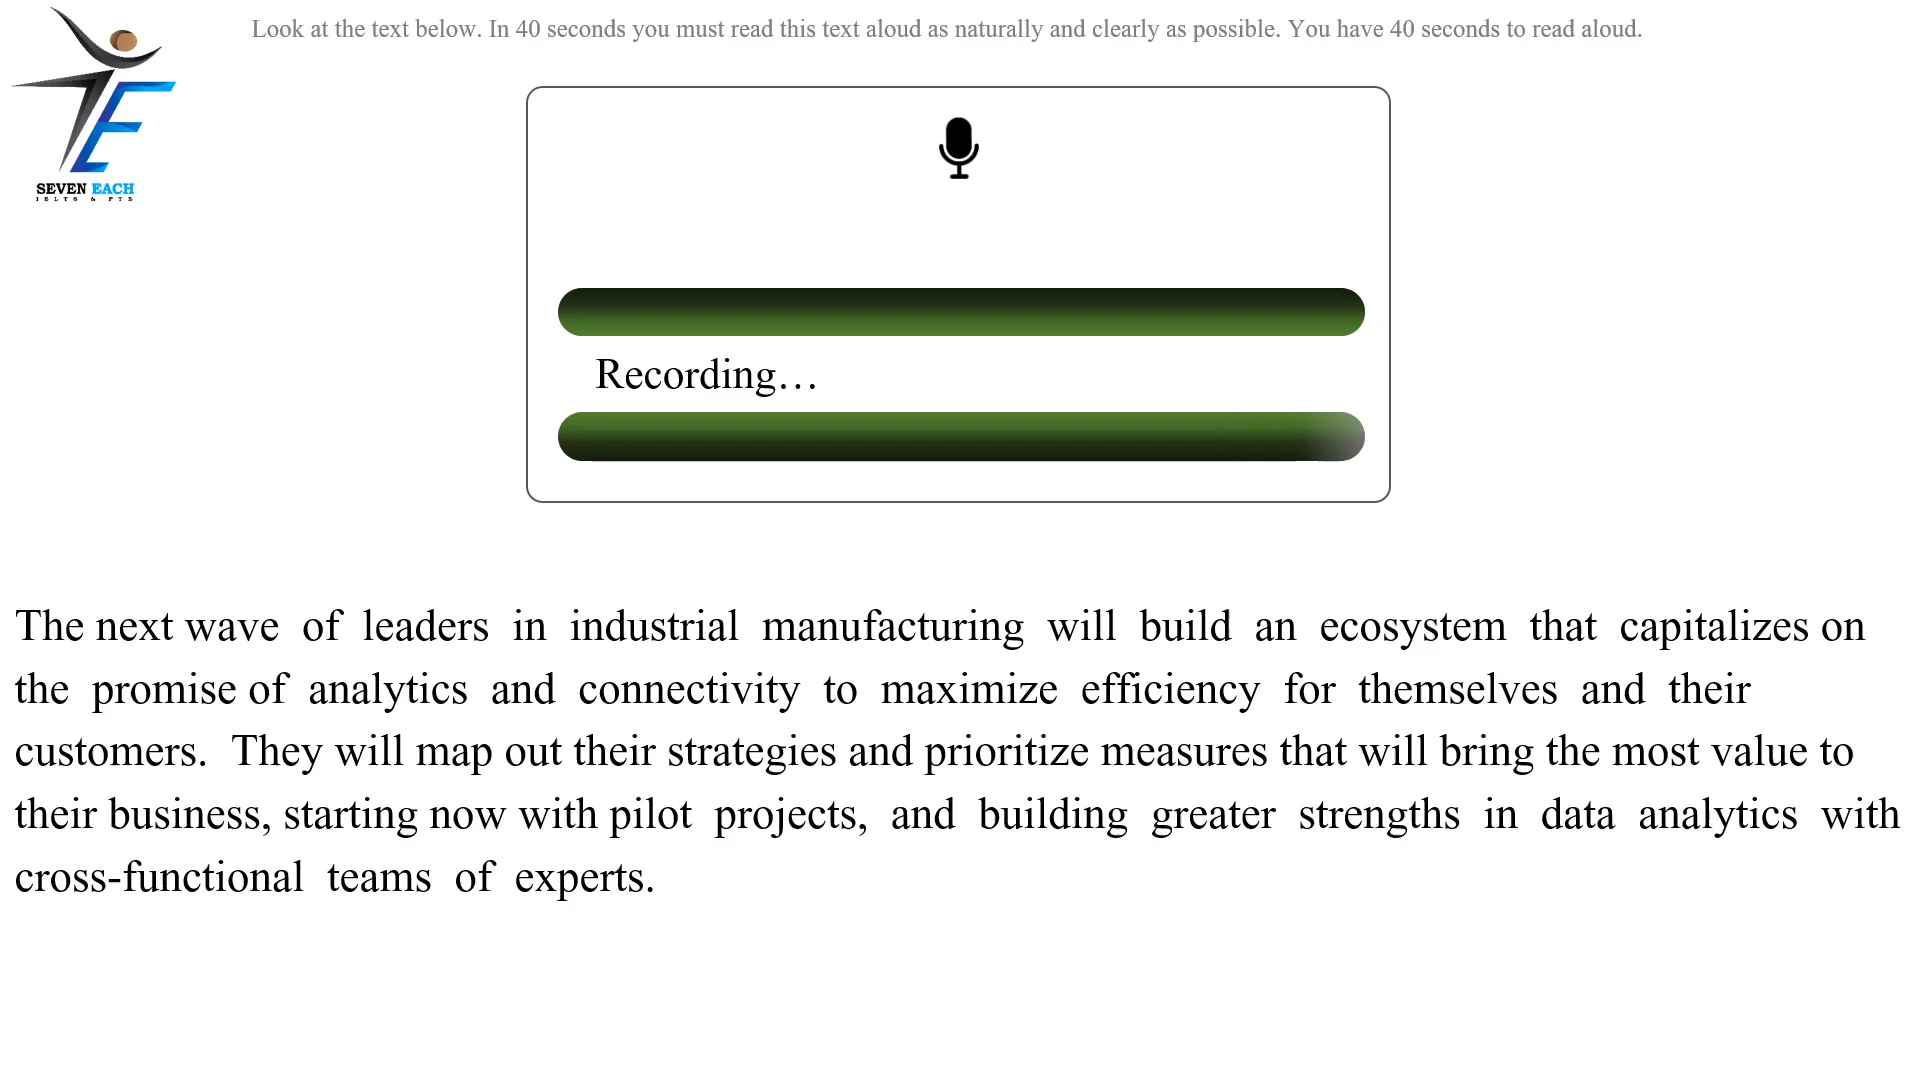 Look at the text below. In 40 seconds you must read this text aloud as naturally and clearly as possible. You have 40 seconds to read aloud.
SEVEN EACH
IELTS & PTE
Recording…
The next wave of leaders in industrial manufacturing will build an ecosystem that capitalizes on
the promise of analytics and connectivity to maximize efficiency for themselves and their
customers. They will map out their strategies and prioritize measures that will bring the most value to
their business, starting now with pilot projects, and building greater strengths in data analytics with
cross-functional teams of experts.